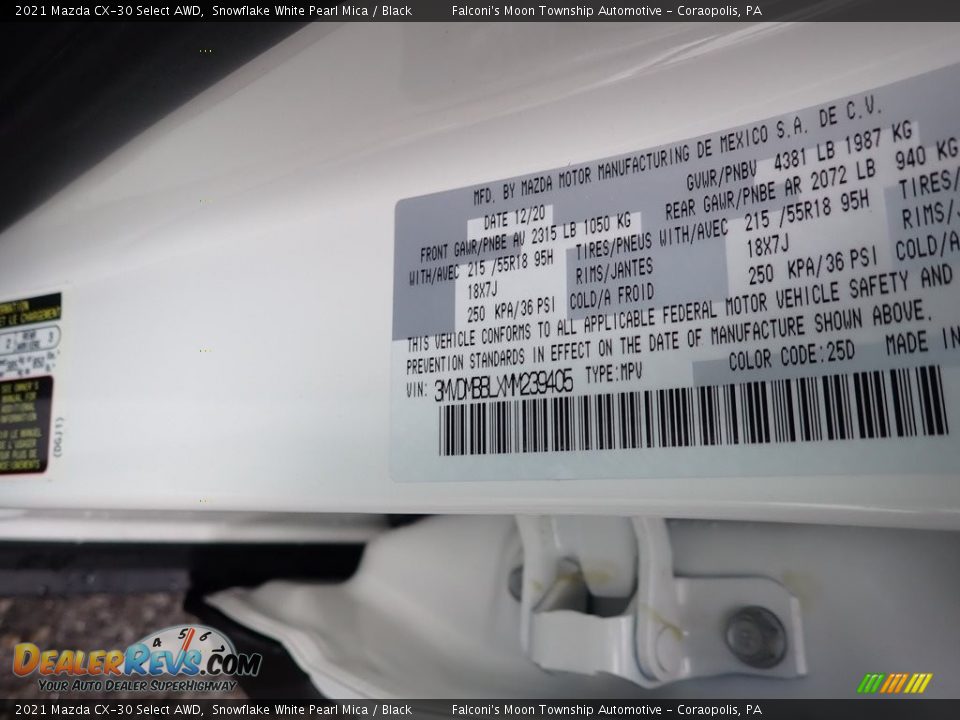 2021 Mazda CX-30 Select AWD, Snowflake White Pearl Mica / Black Falconi's Moon Township Automotive - Coraopolis, PA
MFD. BY MAZDA MOTOR MANUFACTURING DE MEXICO S.A. DE C.V.
DATE 12/20 GVWR/PNBV 4381 LB 1987 KG
FRONT GAWR/PNBE AV 2315 LB 1050 KG REAR GAWR/PNBE AR 2072 LB 940 KG
WITH/AVEC 215 /55R18 95H TIRES/PNEUS WITH/AVEC 215 /55R18 95H TIRES/
18X7J RIMS/JANTES 18X7J RIMS/
250 KPA/36 PSI COLD/A FROID 250 KPA/36 PSI COLD/A
THIS VEHICLE CONFORMS TO ALL APPLICABLE FEDERAL MOTOR VEHICLE SAFETY AND
PREVENTION STANDARDS IN EFFECT ON THE DATE OF MANUFACTURE SHOWN ABOVE.
VIN: 3MVDMBBLXMM239405 TYPE:MPV COLOR CODE:25D MADE IN
(DGJ1)
4 5 6
DealerRevs.com
Your Auto Dealer SuperHighway
2021 Mazda CX-30 Select AWD, Snowflake White Pearl Mica / Black Falconi's Moon Township Automotive - Coraopolis, PA